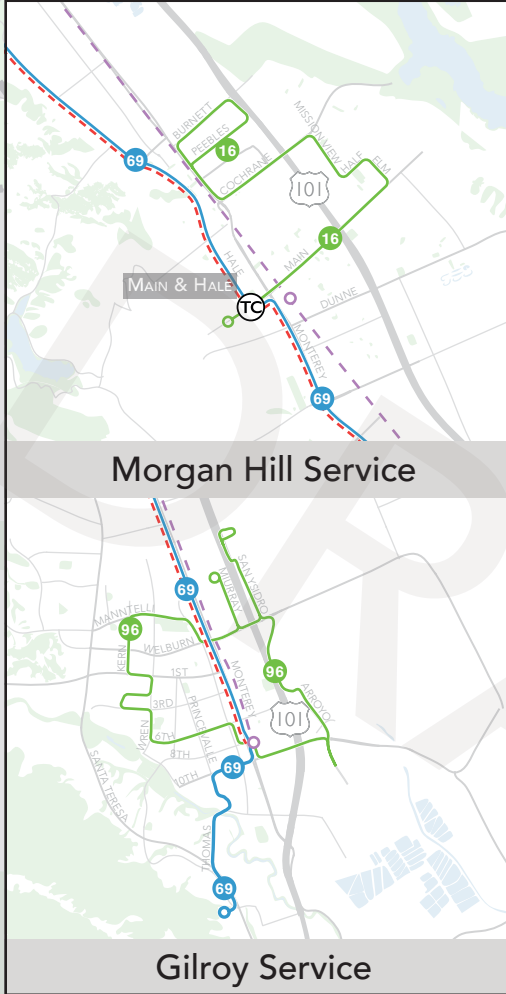 BURNETT
PEEBLES
16
COCHRANE
MISSION VIEW
HALF
ELM
69
101
16
HALE
MAIN
MAIN & HALE
TC
DUNNE
MONTEREY
69
Morgan Hill Service
69
SAN YSIDRO
MURRAY
MANNTELLI
96
WELBURN
KERN
1ST
MONTEREY
96
ARROYO
3RD
PRINCEVALLE
101
WREN
6TH
8TH
69
10TH
SANTA TERESA
THOMAS
69
Gilroy Service